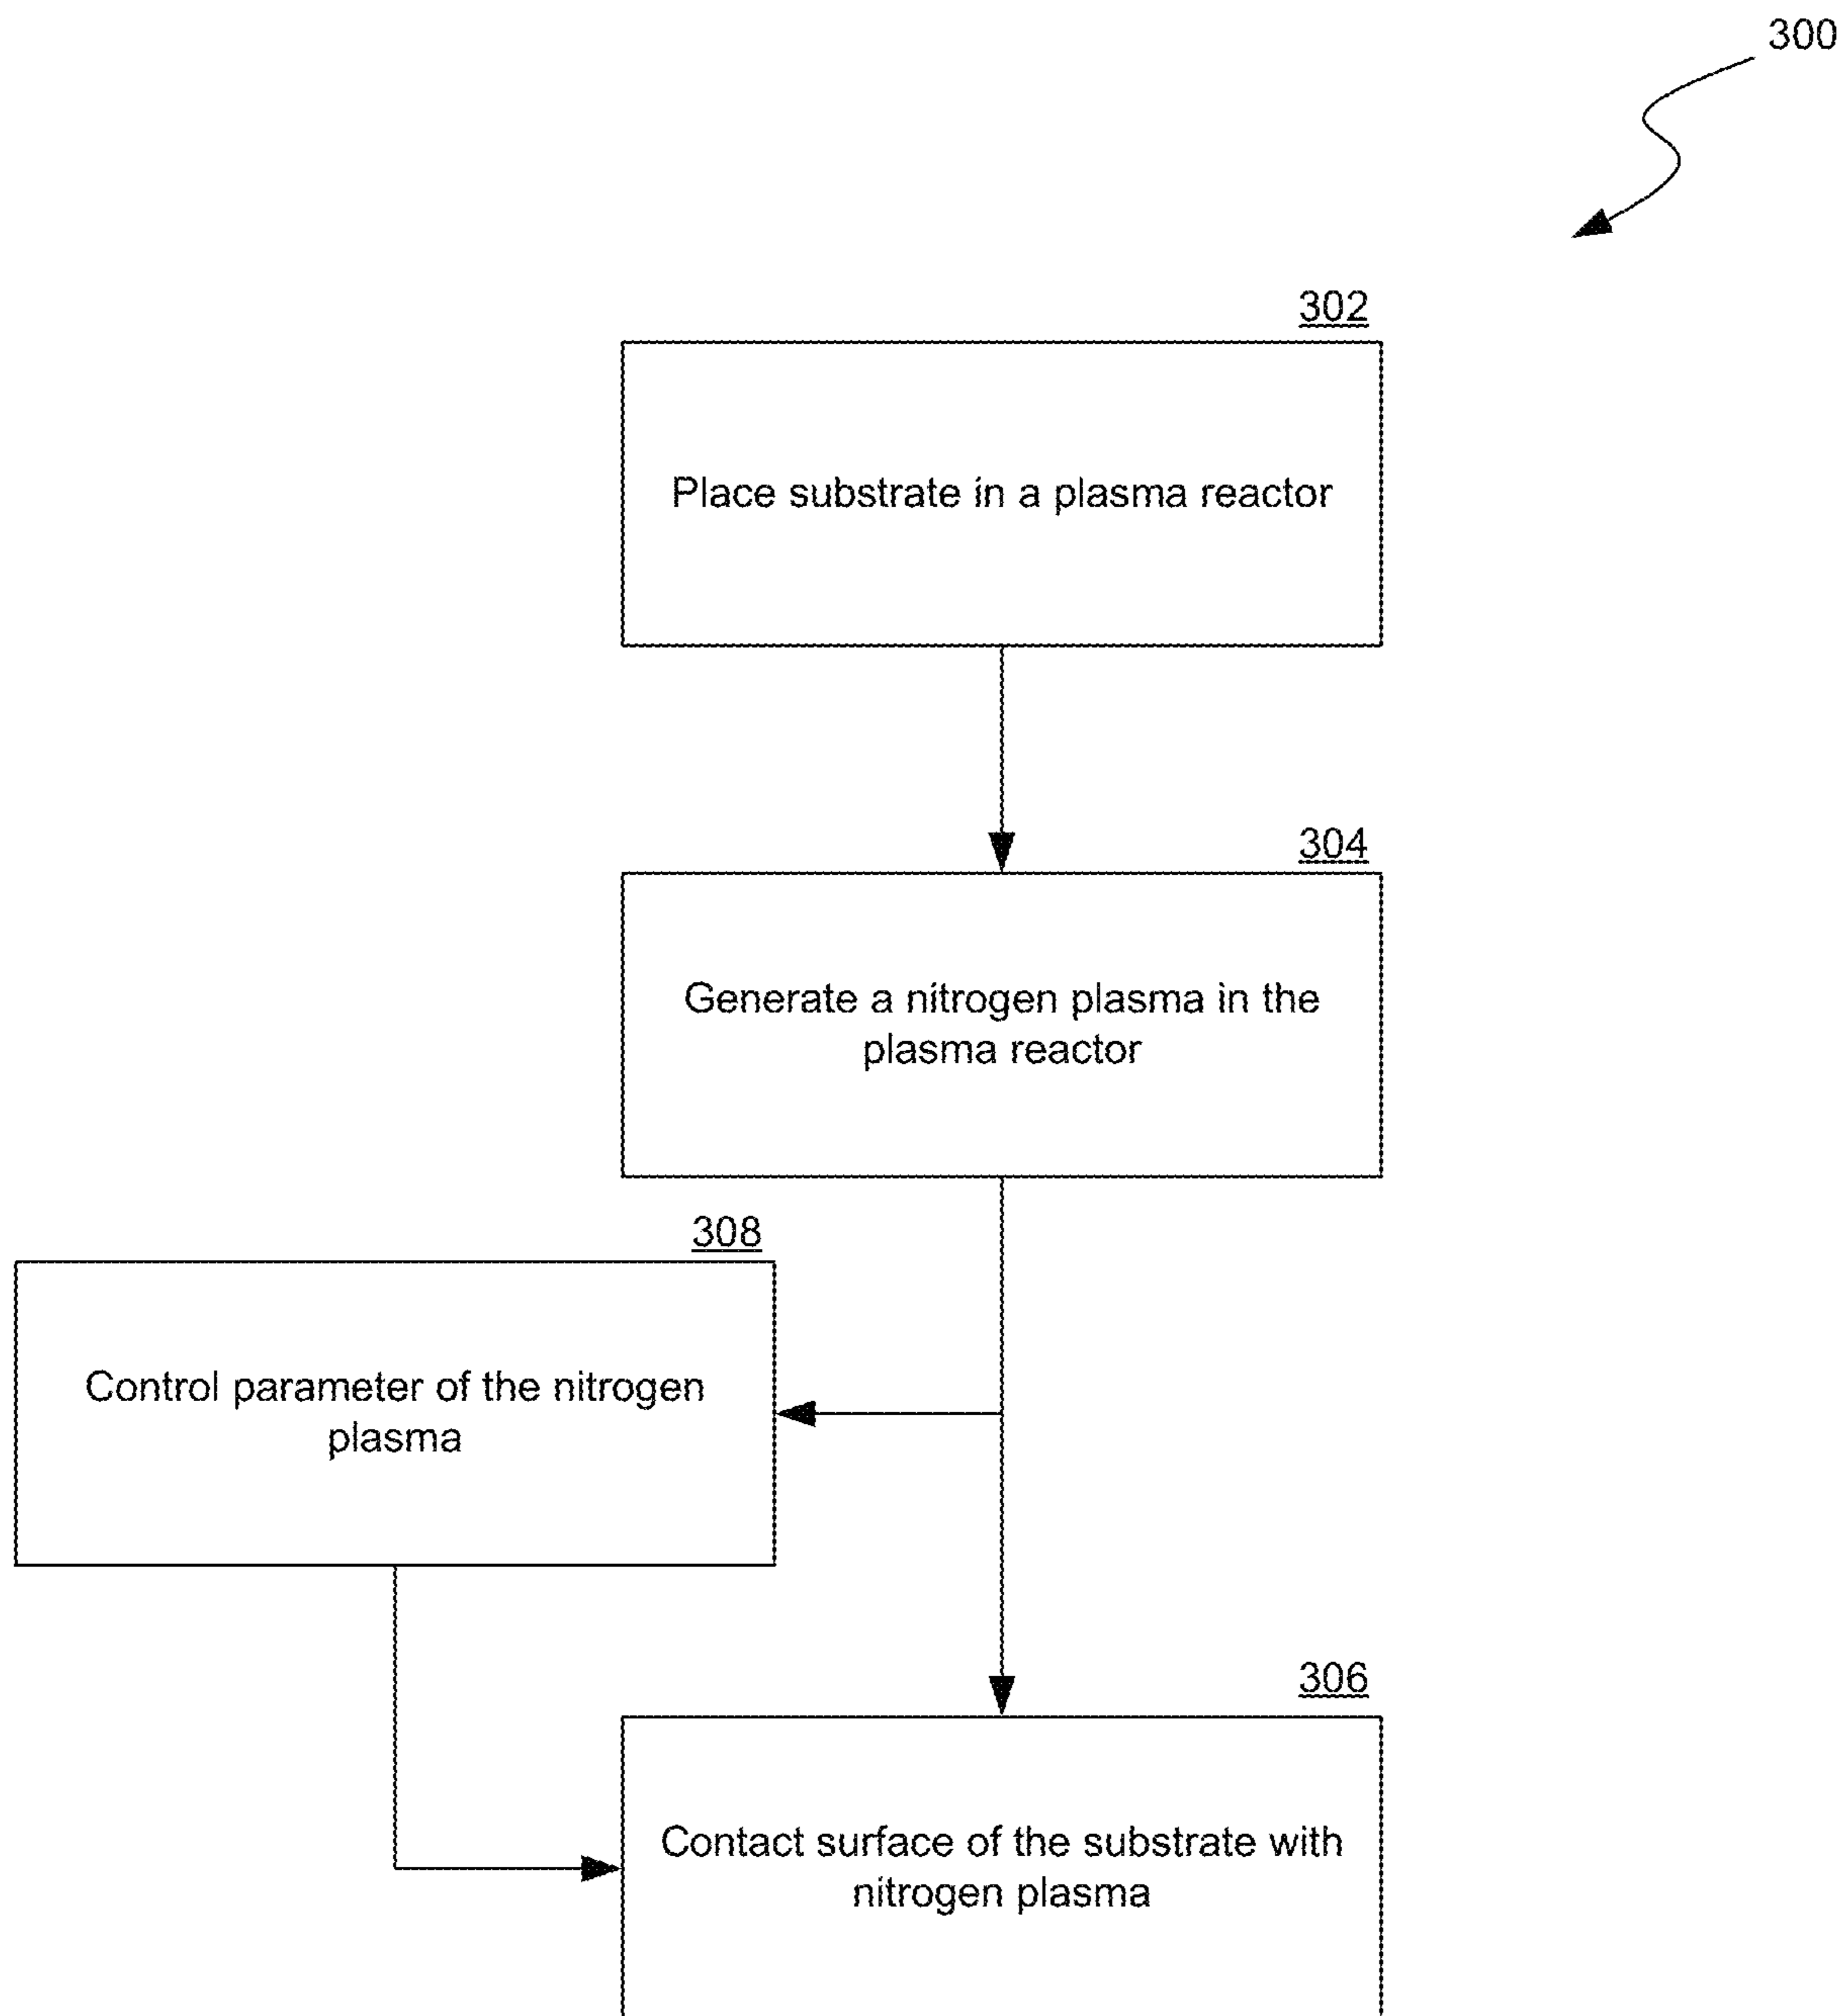 300
302
Place substrate in a plasma reactor
304
Generate a nitrogen plasma in the
plasma reactor
308
Control parameter of the nitrogen
plasma
306
Contact surface of the substrate with
nitrogen plasma